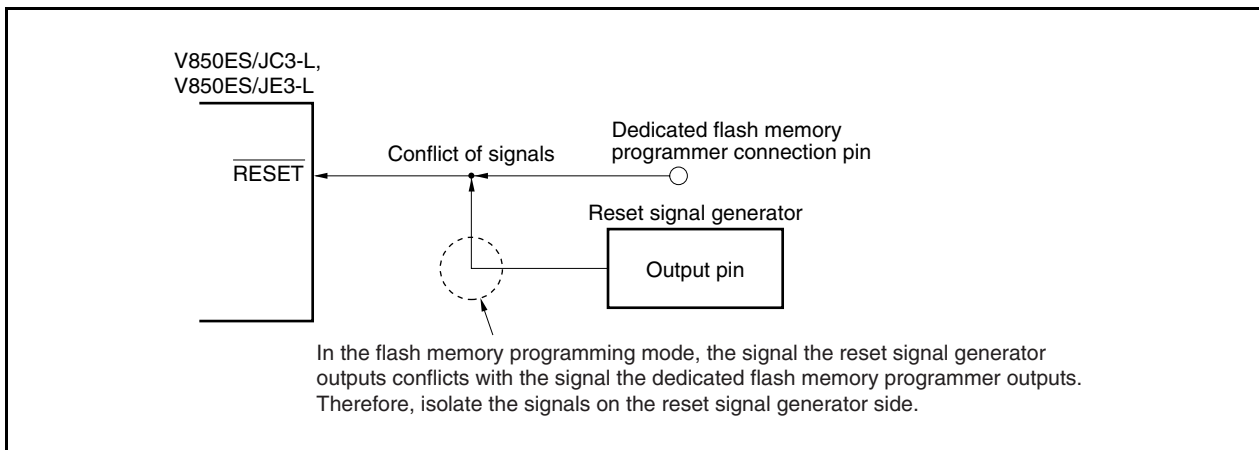 V850ES/JC3-L,
V850ES/JE3-L
RESET
Conflict of signals
Dedicated flash memory
programmer connection pin
Reset signal generator
Output pin
In the flash memory programming mode, the signal the reset signal generator
outputs conflicts with the signal the dedicated flash memory programmer outputs.
Therefore, isolate the signals on the reset signal generator side.